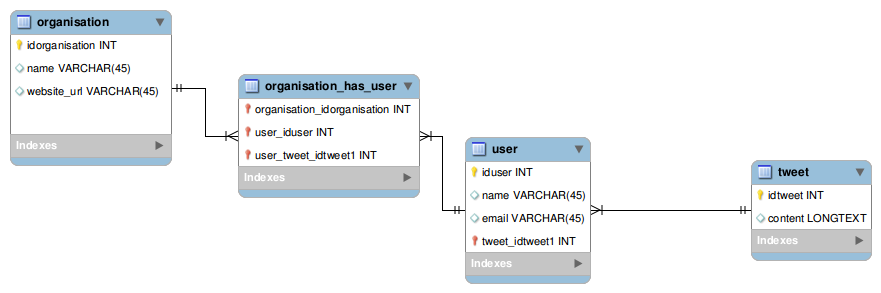 organisation
idorganisation INT
name VARCHAR(45)
website_url VARCHAR(45)
Indexes
organisation_has_user
organisation_idorganisation INT
user_iduser INT
user_tweet_idtweet1 INT
Indexes
user
iduser INT
name VARCHAR(45)
email VARCHAR(45)
tweet_idtweet1 INT
Indexes
tweet
idtweet INT
content LONGTEXT
Indexes